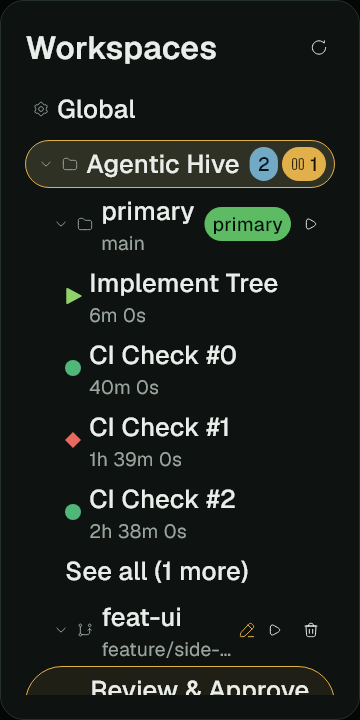 Workspaces
Global
Agentic Hive 2 1
primary primary
main
Implement Tree
6m 0s
CI Check #0
40m 0s
CI Check #1
1h 39m 0s
CI Check #2
2h 38m 0s
See all (1 more)
feat-ui
feature/side-...
Review & Approve